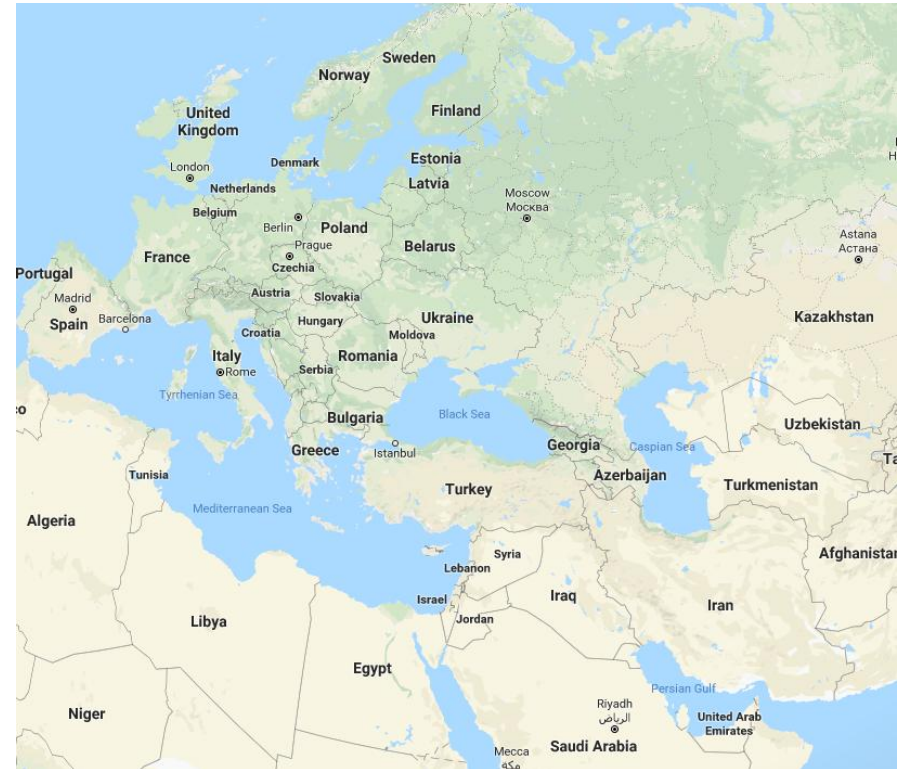 Sweden
Norway
Finland
United
Kingdom
Estonia
Denmark
London
Latvia
Netherlands
Moscow
Москва
Belgium
Berlin
Poland
Astana
Астана
Prague
Belarus
France
Czechia
Portugal
Austria
Slovakia
Madrid
Barcelona
Spain
Hungary
Ukraine
Kazakhstan
Croatia
Moldova
Italy
Romania
Rome
Serbia
Tyrrhenian Sea
Black Sea
Bulgaria
Uzbekistan
Georgia
Caspian Sea
Greece
Istanbul
Tunisia
Azerbaijan
Turkey
Turkmenistan
Mediterranean Sea
Algeria
Syria
Afghanistan
Lebanon
Israel
Iraq
Iran
Libya
Jordan
Egypt
Persian Gulf
Riyadh
الرياض
Niger
United Arab
Emirates
Saudi Arabia
Mecca
مكة